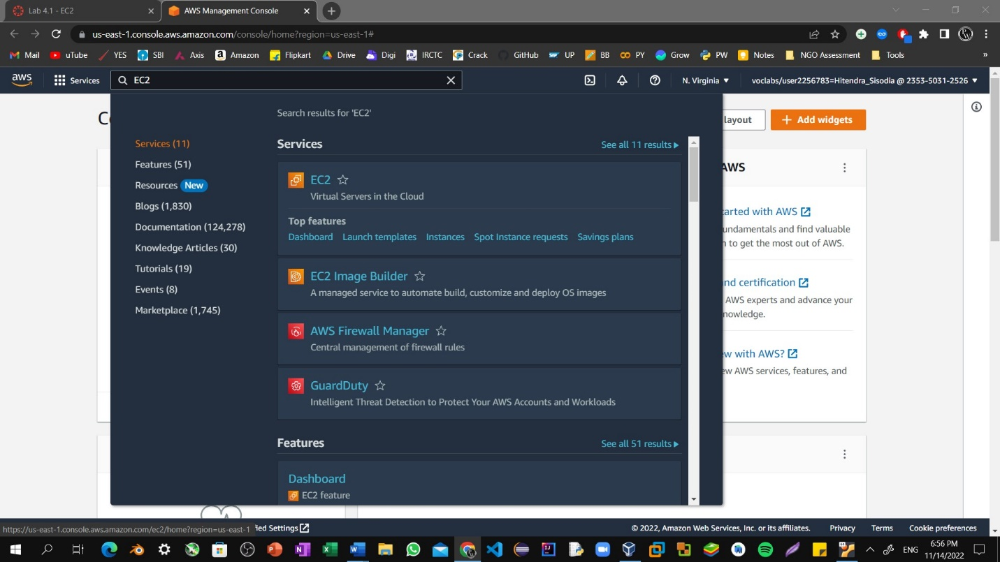 Lab 4.1 - EC2
AWS Management Console
us-east-1.console.aws.amazon.com/console/home?region=us-east-1#
Mail uTube YES SBI Axis Amazon Flipkart Drive Digi IRCTC Crack GitHub UP BB PY Grow PW Notes NGO Assessment Tools »
aws Services EC2 N. Virginia voclabs/user2256783=Hitendra_Sisodia @ 2353-5031-2526
layout + Add widgets
Search results for 'EC2'
Services (11)
Features (51)
Resources New
Blogs (1,830)
Documentation (124,278)
Knowledge Articles (30)
Tutorials (19)
Events (8)
Marketplace (1,745)
Services See all 11 results
EC2
Virtual Servers in the Cloud
Top features
Dashboard Launch templates Instances Spot Instance requests Savings plans
EC2 Image Builder
A managed service to automate build, customize and deploy OS images
AWS Firewall Manager
Central management of firewall rules
GuardDuty
Intelligent Threat Detection to Protect Your AWS Accounts and Workloads
Features See all 51 results
Dashboard
EC2 feature
AWS
arted with AWS
undamentals and find valuable
to get the most out of AWS.
nd certification
AWS experts and advance your
nowledge.
ew with AWS?
ew AWS services, features, and
https://us-east-1.console.aws.amazon.com/ec2/home?region=us-east-1
fied Settings © 2022, Amazon Web Services, Inc. or its affiliates. Privacy Terms Cookie preferences
ENG 6:56 PM
11/14/2022